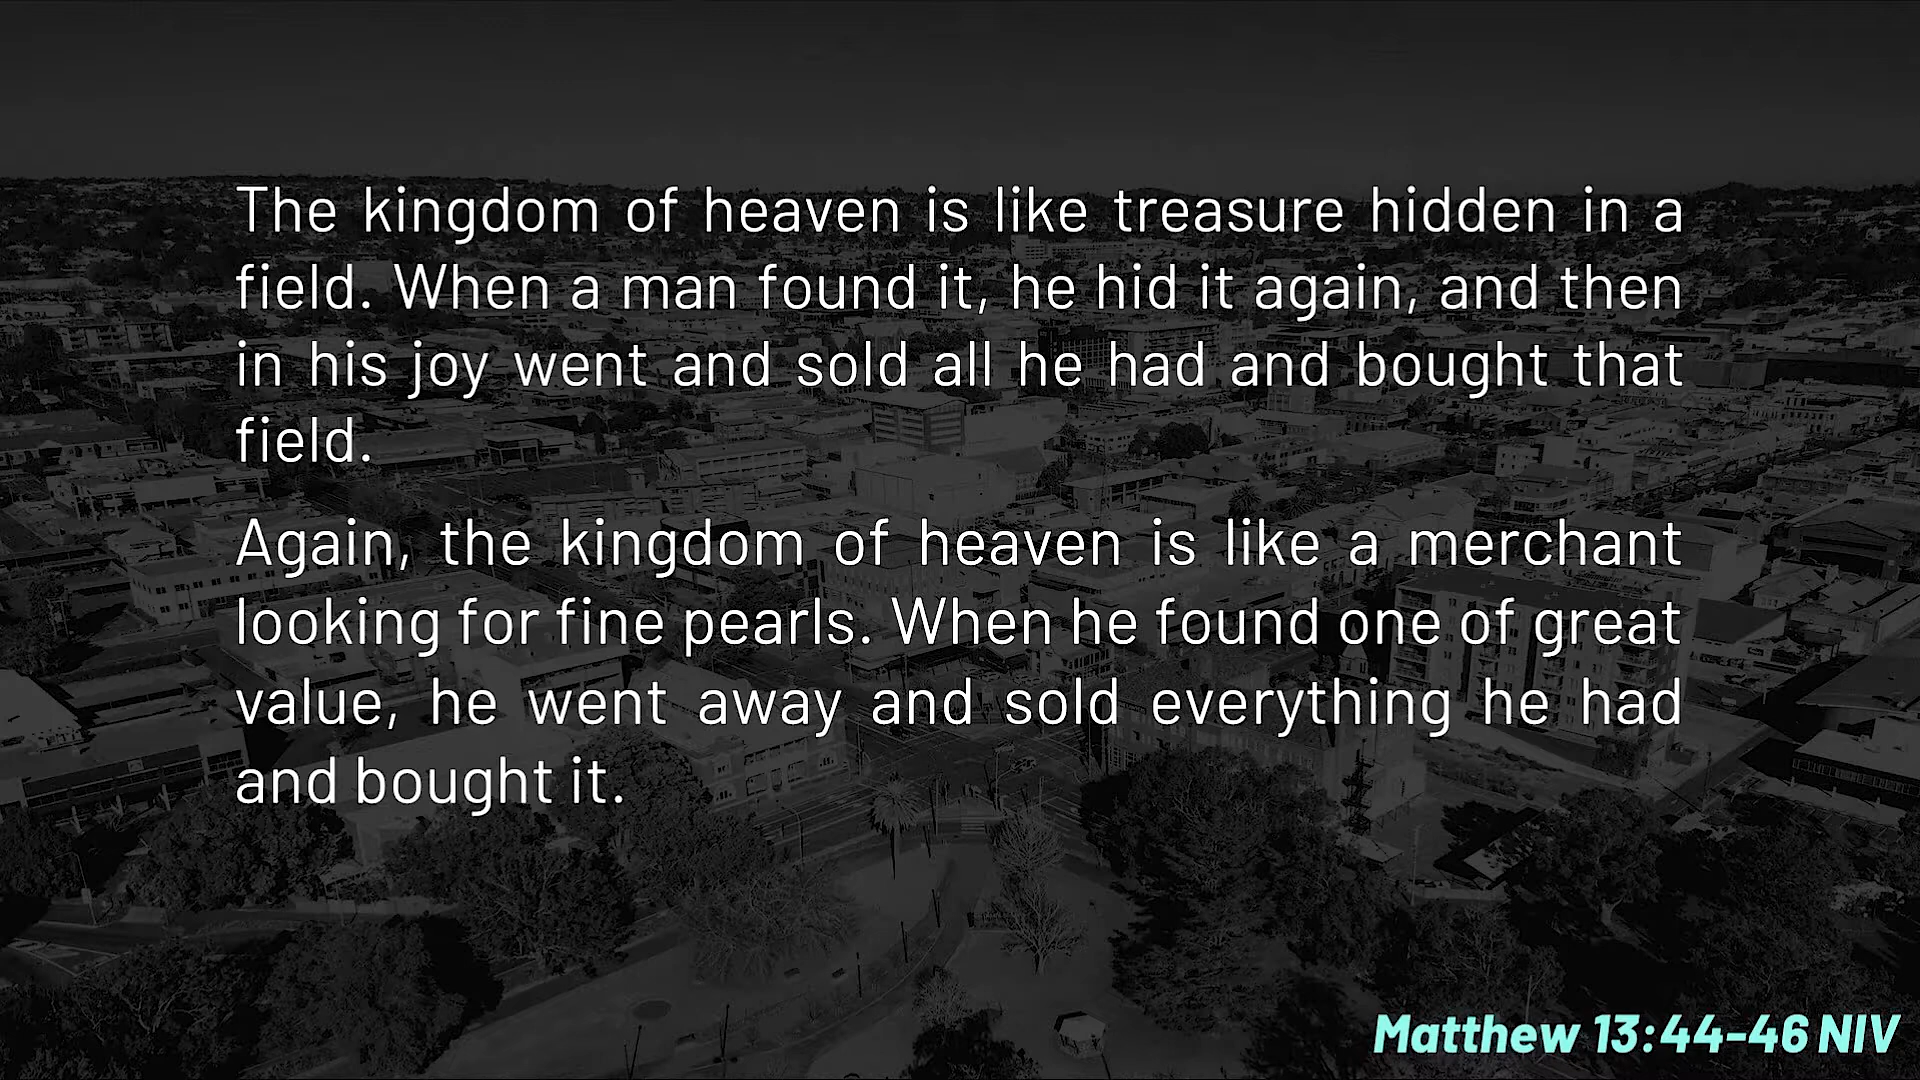 The kingdom of heaven is like treasure hidden in a
field. When a man found it, he hid it again, and then
in his joy went and sold all he had and bought that
field.
Again, the kingdom of heaven is like a merchant
looking for fine pearls. When he found one of great
value, he went away and sold everything he had
and bought it.
Matthew 13:44-46 NIV